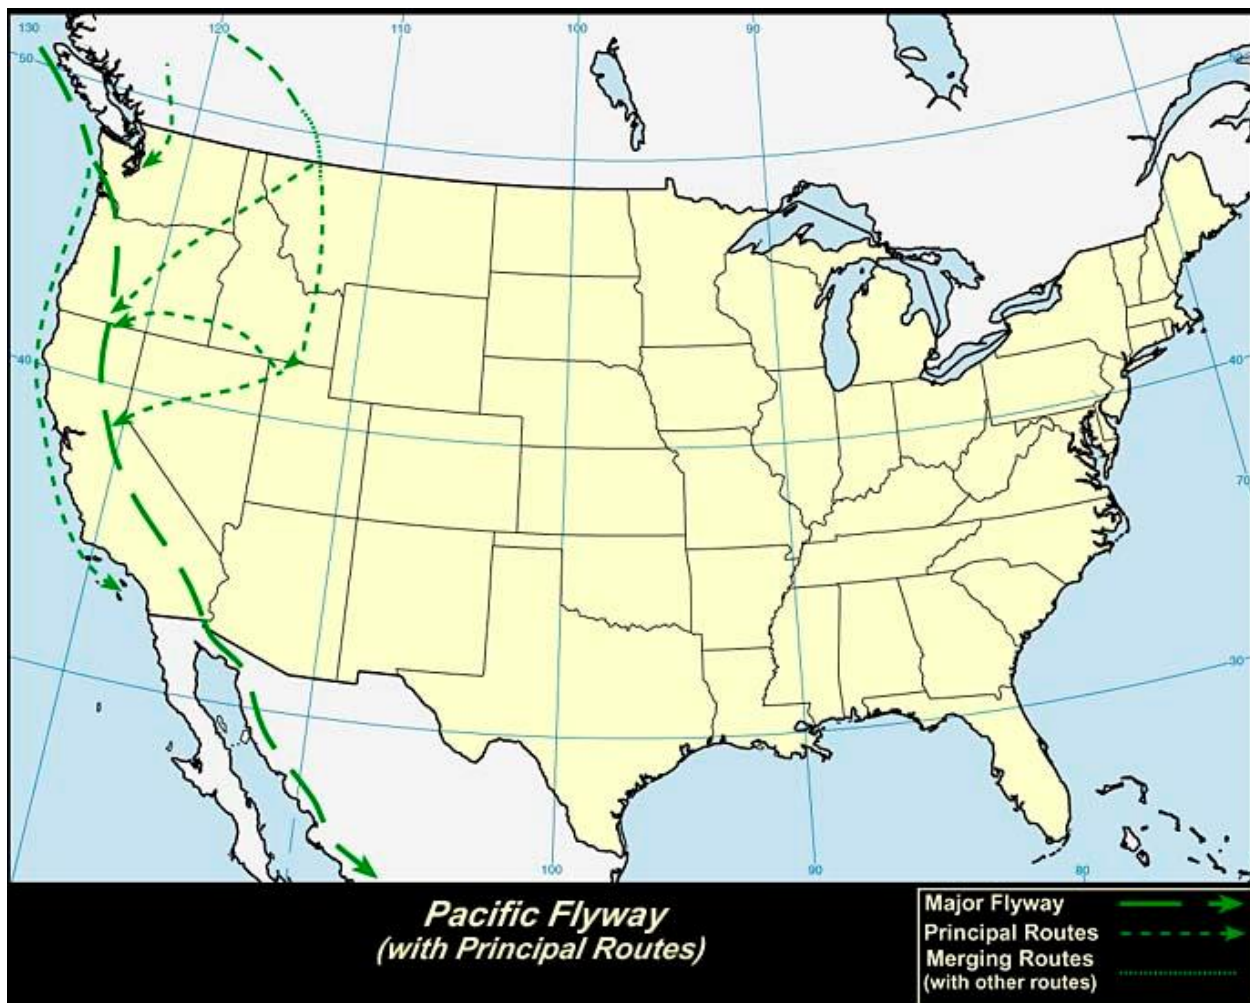 130
120
110
100
90
50
50
40
40
70
30
100
90
80
Pacific Flyway
(with Principal Routes)
Major Flyway
Principal Routes
Merging Routes
(with other routes)